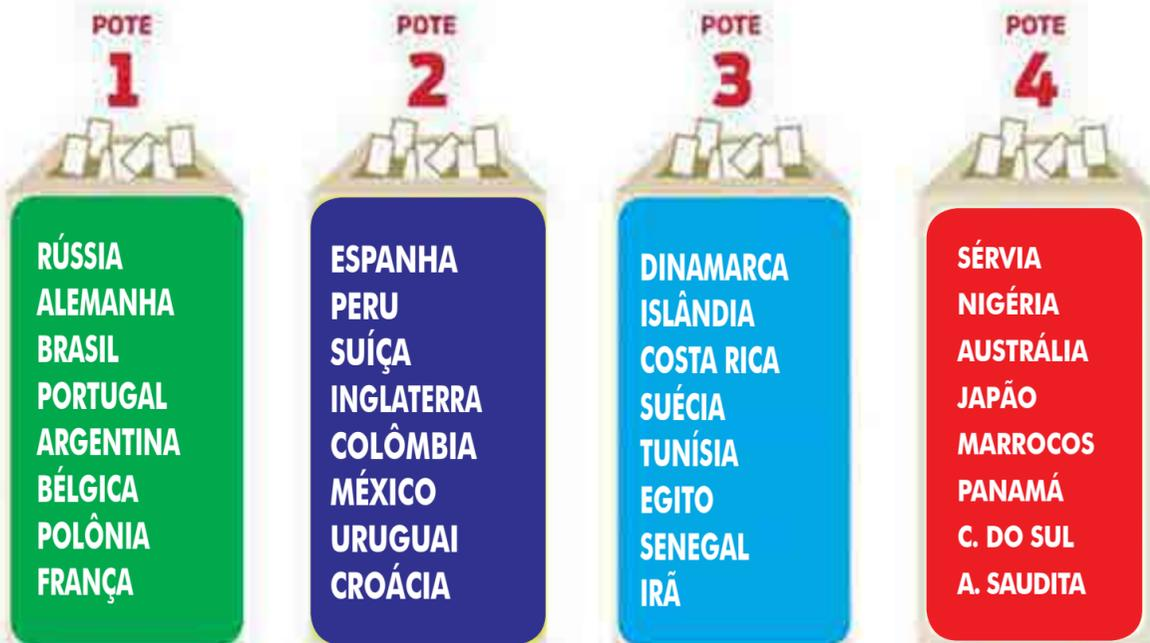 POTE
1
RÚSSIA
ALEMANHA
BRASIL
PORTUGAL
ARGENTINA
BÉLGICA
POLÔNIA
FRANÇA
POTE
2
ESPANHA
PERU
SUÍÇA
INGLATERRA
COLÔMBIA
MÉXICO
URUGUAI
CROÁCIA
POTE
3
DINAMARCA
ISLÂNDIA
COSTA RICA
SUÉCIA
TUNÍSIA
EGITO
SENEGAL
IRÃ
POTE
4
SÉRVIA
NIGÉRIA
AUSTRÁLIA
JAPÃO
MARROCOS
PANAMÁ
C. DO SUL
A. SAUDITA